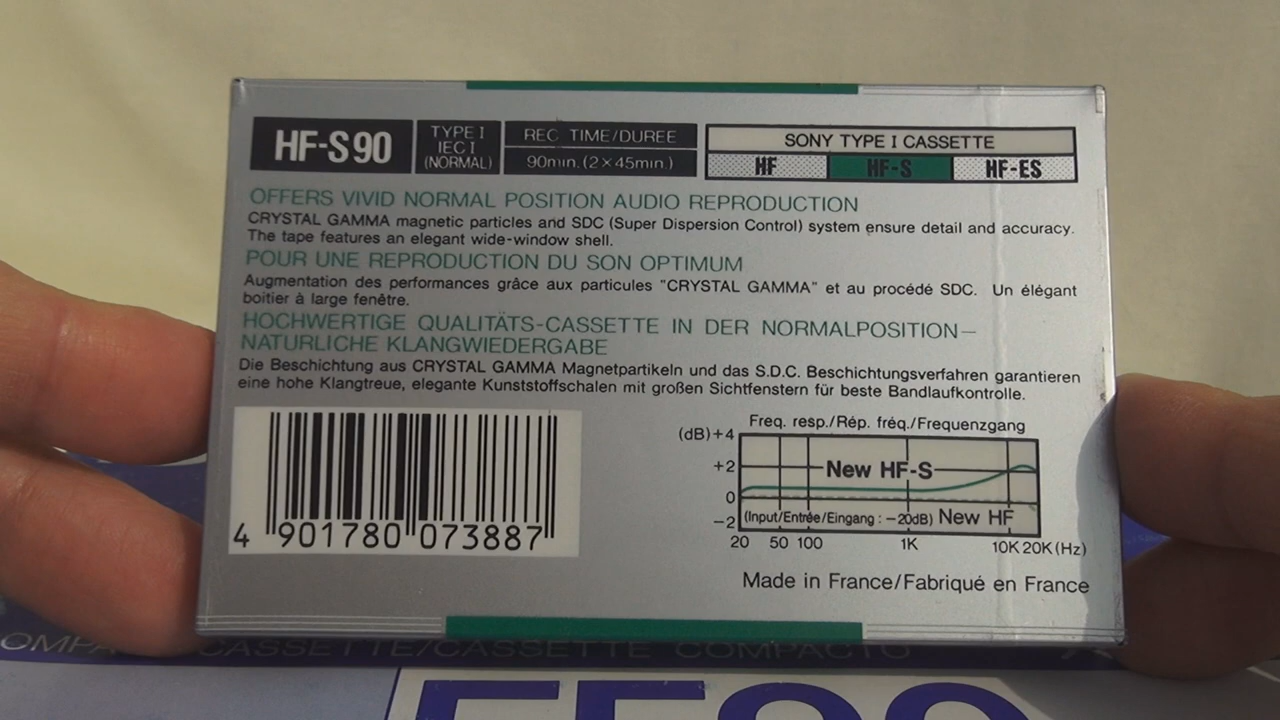 HF-S90
TYPE I
IEC I
(NORMAL)
REC TIME/DUREE
90min. (2×45min.)
SONY TYPE I CASSETTE
HF HF-S HF-ES
OFFERS VIVID NORMAL POSITION AUDIO REPRODUCTION
CRYSTAL GAMMA magnetic particles and SDC (Super Dispersion Control) system ensure detail and accuracy.
The tape features an elegant wide-window shell.
POUR UNE REPRODUCTION DU SON OPTIMUM
Augmentation des performances grâce aux particules "CRYSTAL GAMMA" et au procédé SDC. Un élégant
boitier à large fenêtre.
HOCHWERTIGE QUALITÄTS-CASSETTE IN DER NORMALPOSITION—
NATURLICHE KLANGWIEDERGABE
Die Beschichtung aus CRYSTAL GAMMA Magnetpartikeln und das S.D.C. Beschichtungsverfahren garantieren
eine hohe Klangtreue, elegante Kunststoffschalen mit großen Sichtfenstern für beste Bandlaufkontrolle.
4 901780 073887
Freq. resp./Rép. fréq./Frequenzgang
(dB) +4
+2
0
−2
New HF-S
(Input/Entrée/Eingang : −20dB) New HF
20 50 100 1K 10K 20K (Hz)
Made in France/Fabriqué en France
CASSETTE/CASSETTE COMPACTO